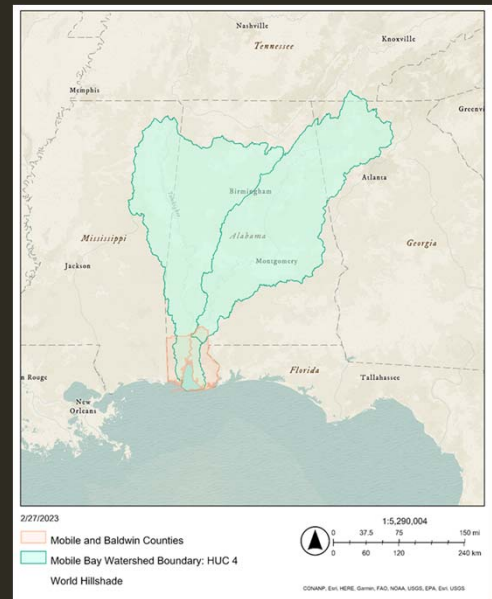 Nashville
Tennessee
Knoxville
Memphis
Greenvi
Atlanta
Birmingham
Mississippi
Alabama
Georgia
Jackson
Montgomery
Florida
Tallahassee
n Rouge
New
Orleans
2/27/2023
1:5,290,004
0 37.5 75 150 mi
0 60 120 240 km
Mobile and Baldwin Counties
Mobile Bay Watershed Boundary: HUC 4
World Hillshade
CONANP, Esri, HERE, Garmin, FAO, NOAA, USGS, EPA, Esri, USGS